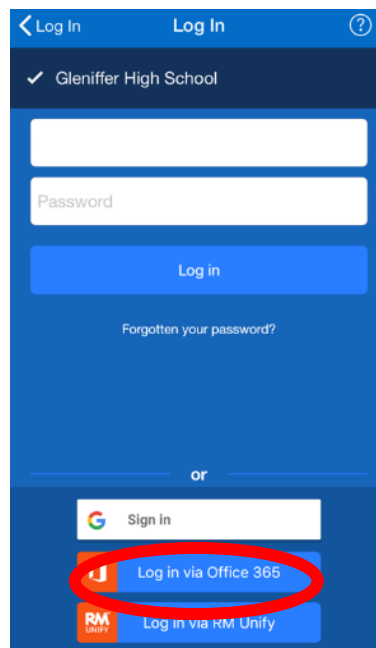 Log In
Log In
?
Gleniffer High School
Password
Log in
Forgotten your password?
or
G Sign in
Log in via Office 365
RM
UNIFY
Log in via RM Unify